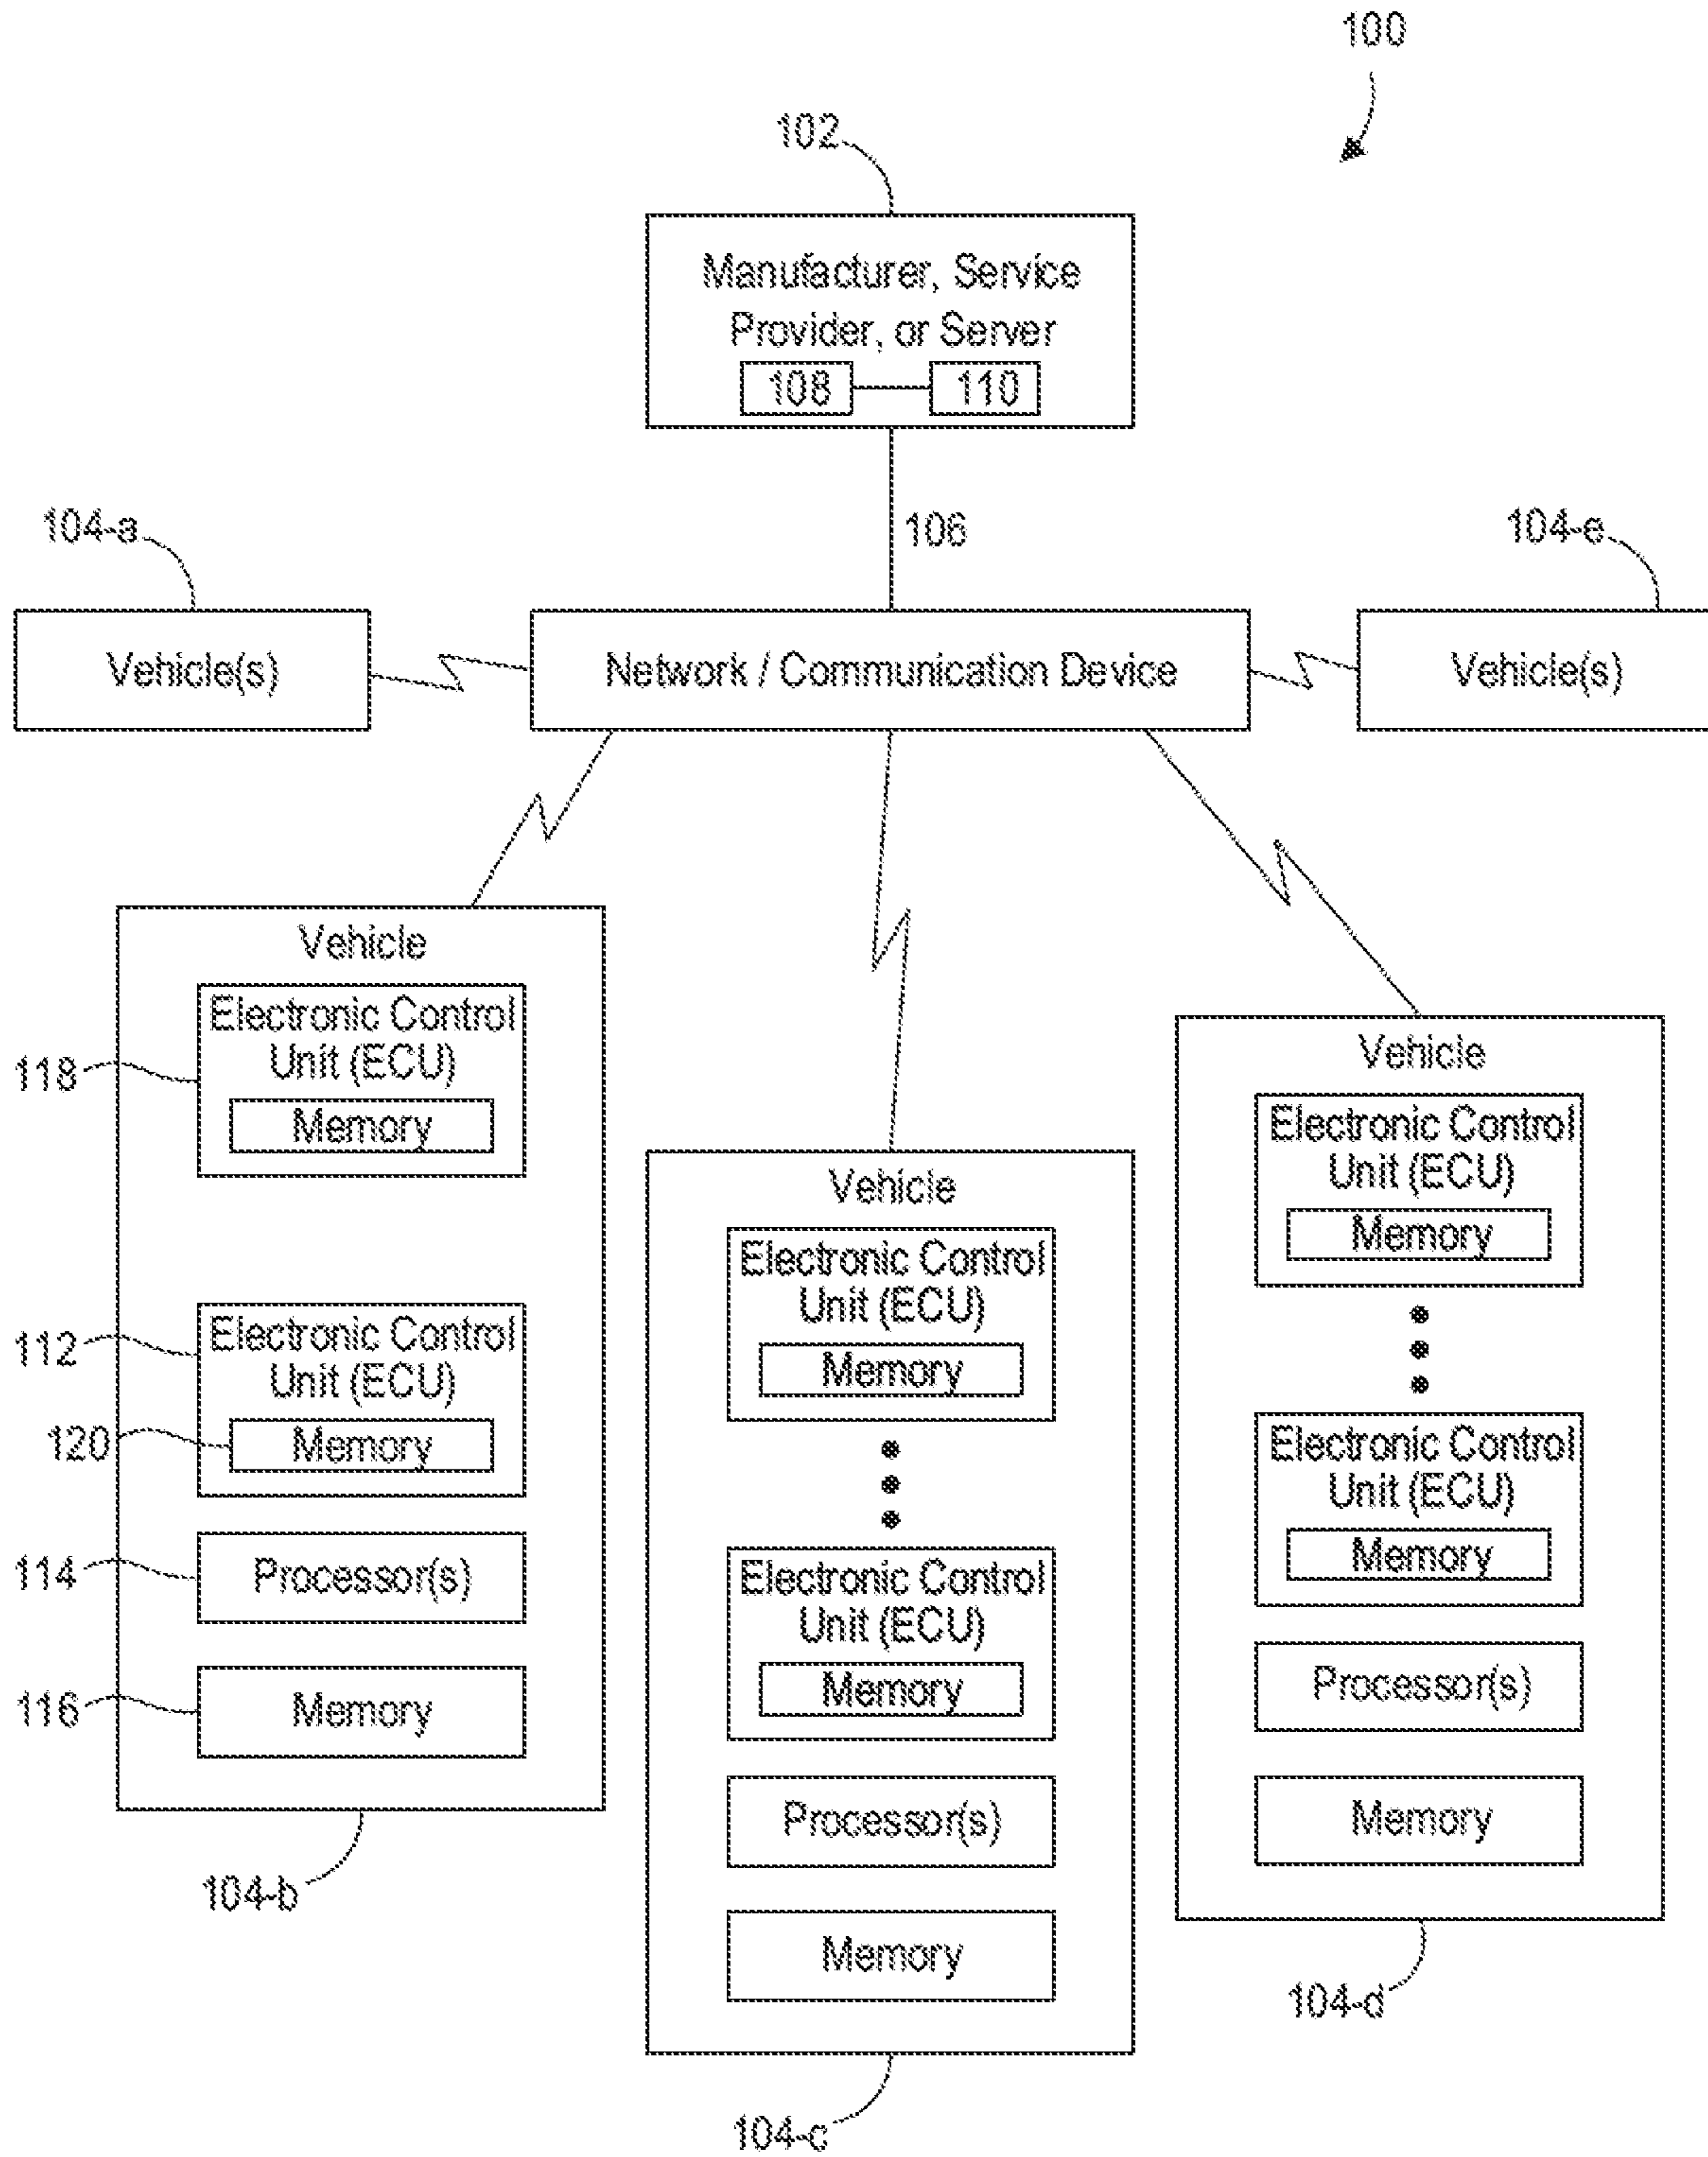 100
102
Manufacturer, Service
Provider, or Server
108
110
106
104-a
104-e
Vehicle(s)
Network / Communication Device
Vehicle(s)
Vehicle
Electronic Control
Unit (ECU)
Memory
118
Electronic Control
Unit (ECU)
Memory
112
120
Processor(s)
114
Memory
116
104-b
Vehicle
Electronic Control
Unit (ECU)
Memory
Electronic Control
Unit (ECU)
Memory
Processor(s)
Memory
104-c
Vehicle
Electronic Control
Unit (ECU)
Memory
Electronic Control
Unit (ECU)
Memory
Processor(s)
Memory
104-d